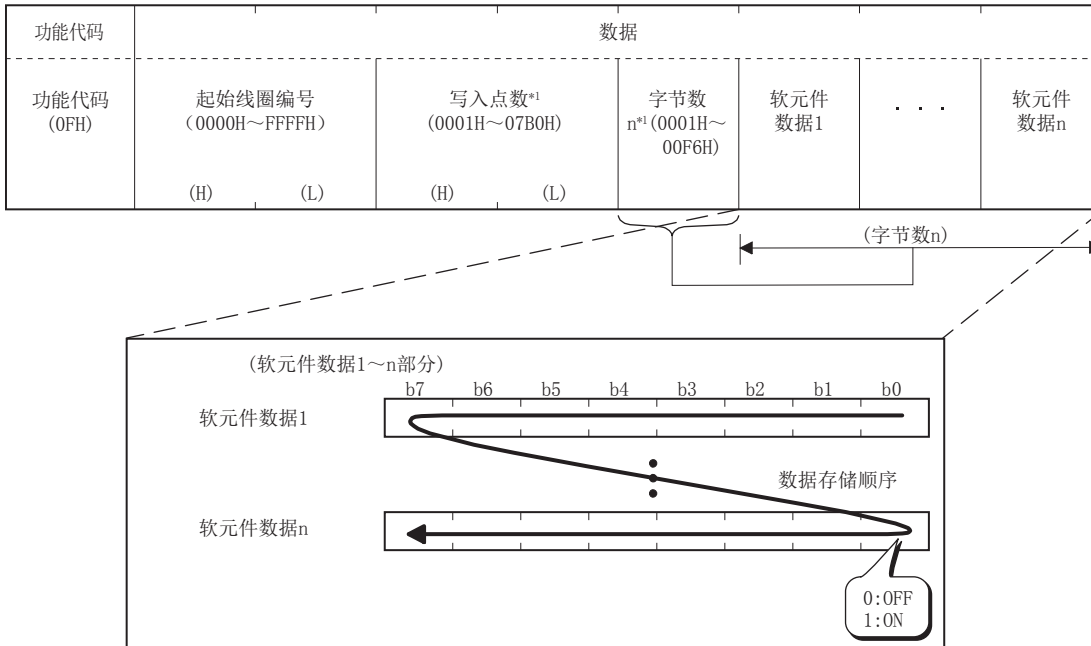 功能代码
数据
功能代码
(0FH)
起始线圈编号
(0000H～FFFFH)
(H)
(L)
写入点数*1
(0001H～07B0H)
(H)
(L)
字节数
n*1(0001H～
00F6H)
软元件
数据1
· · ·
软元件
数据n
(字节数n)
(软元件数据1～n部分)
b7 b6 b5 b4 b3 b2 b1 b0
软元件数据1
数据存储顺序
软元件数据n
0:OFF
1:ON